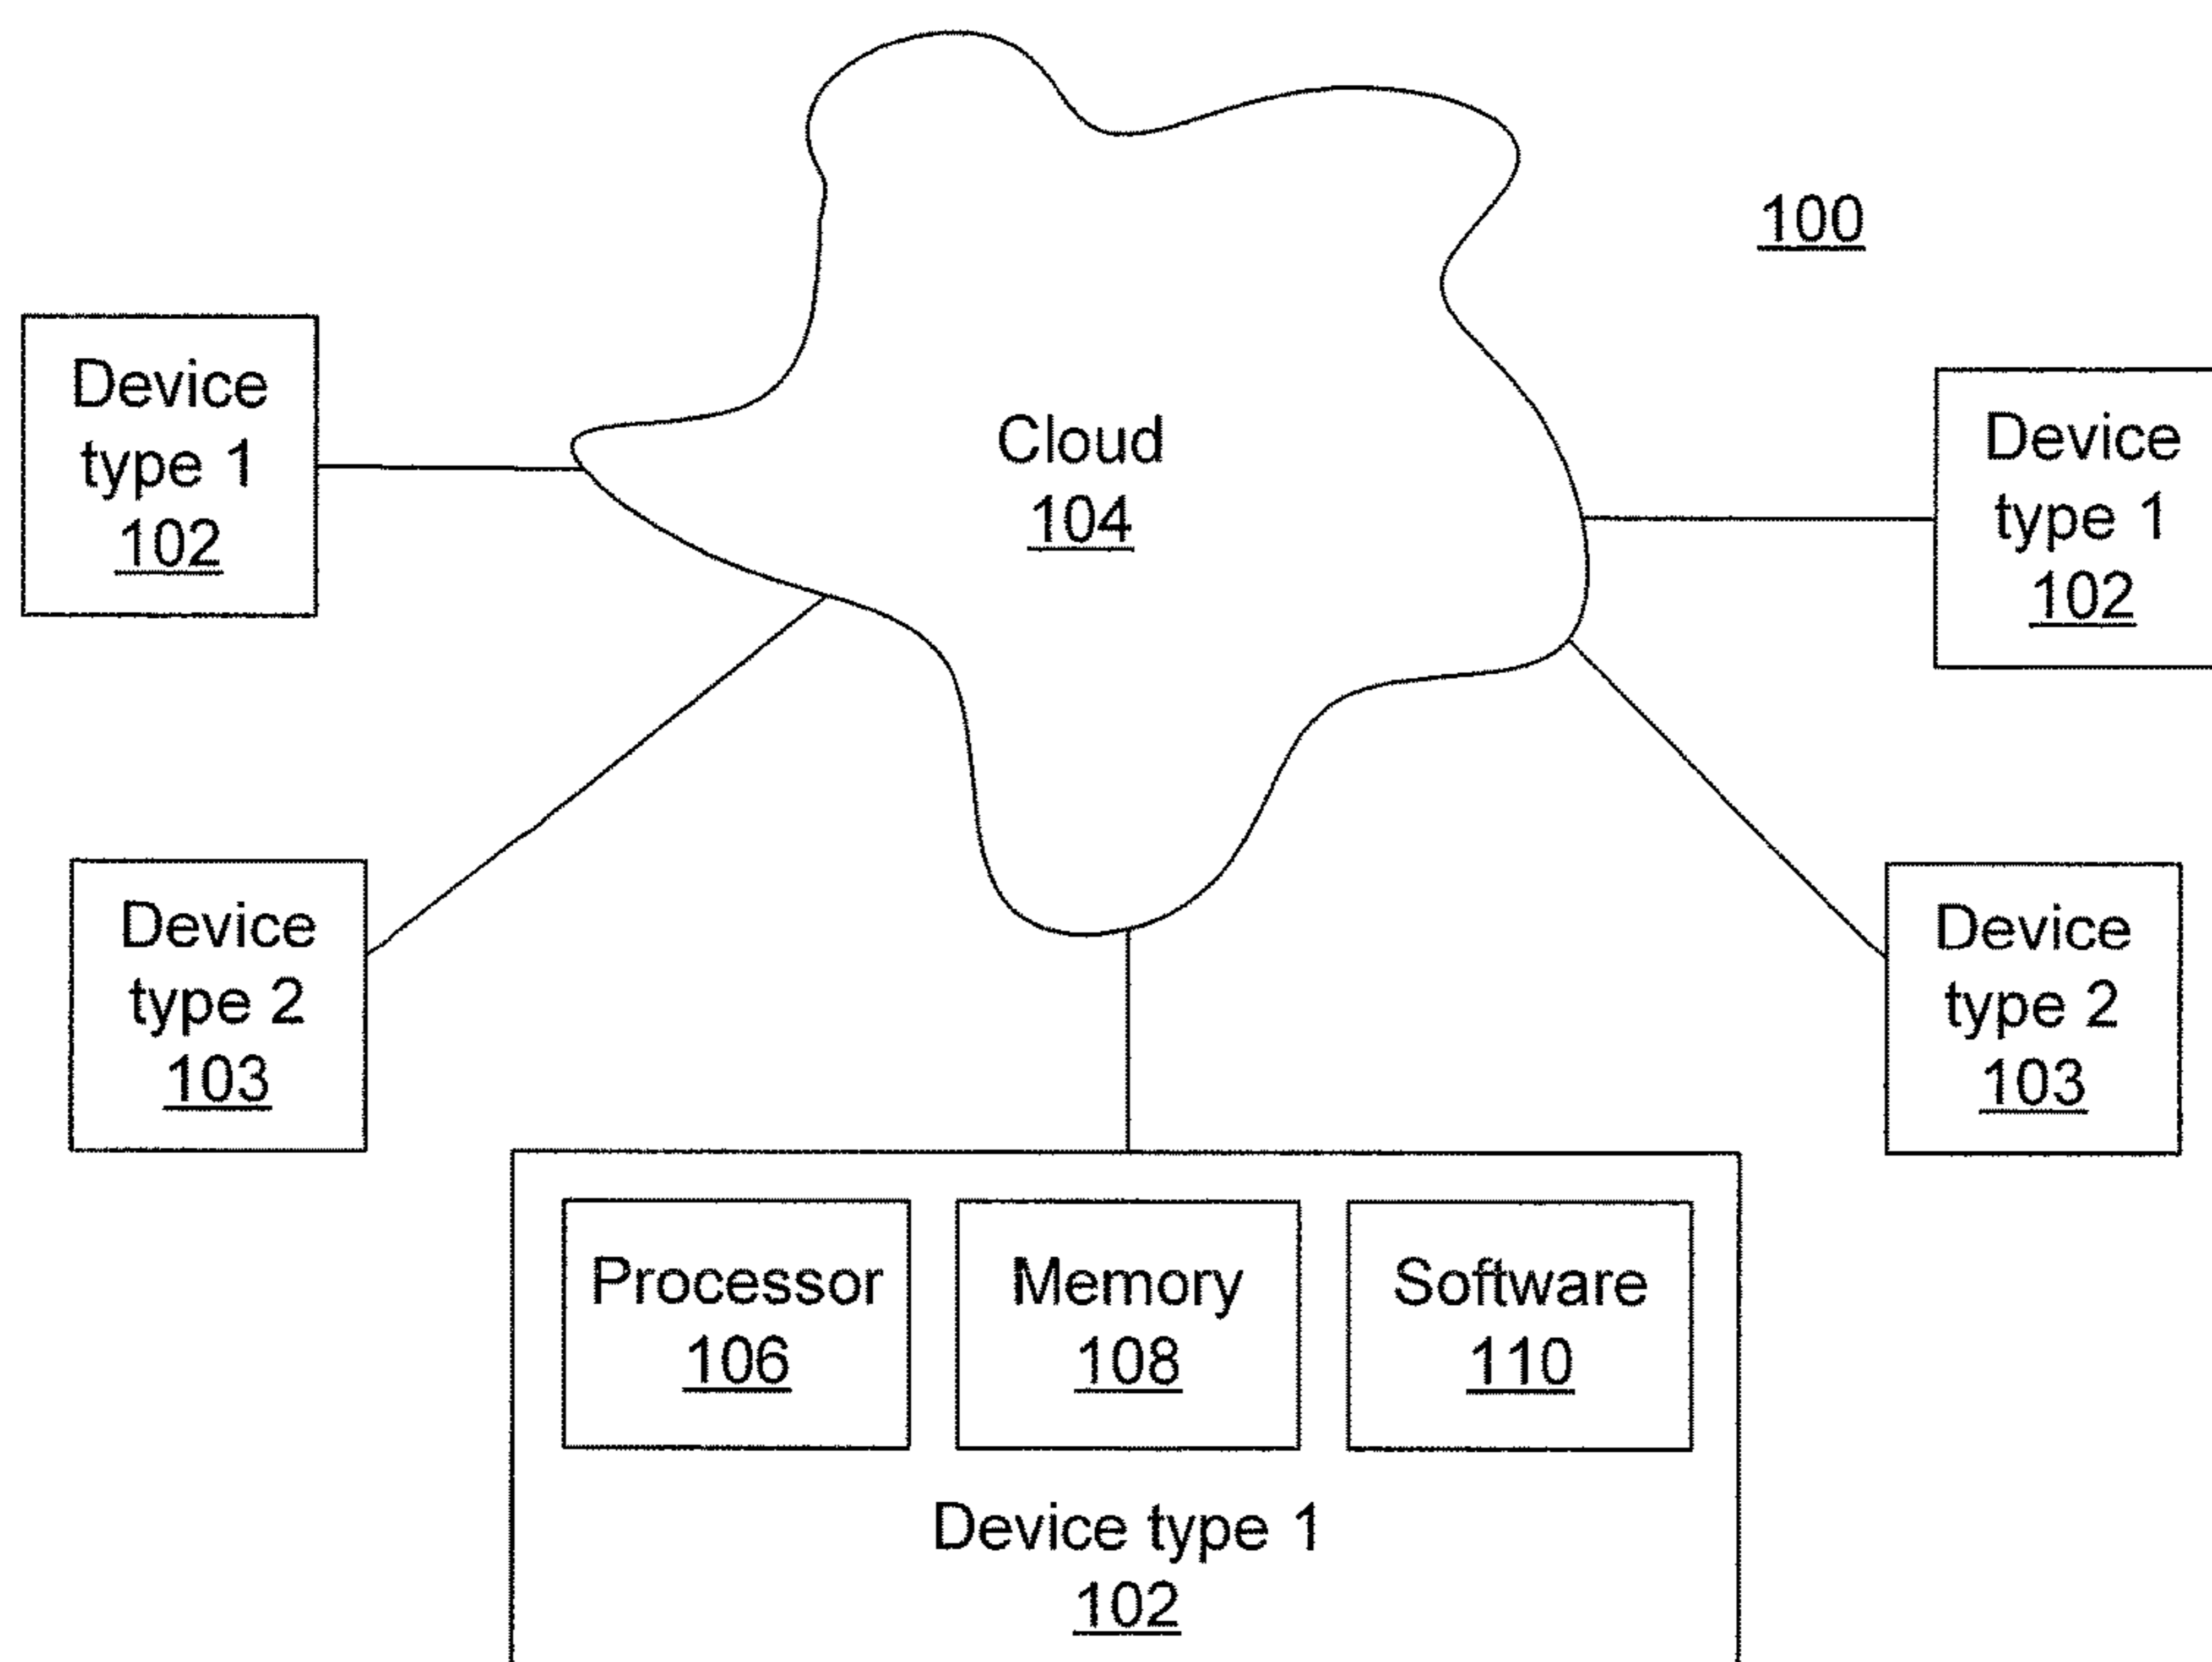 100
Device
type 1
102
Cloud
104
Device
type 1
102
Device
type 2
103
Device
type 2
103
Processor
106
Memory
108
Software
110
Device type 1
102